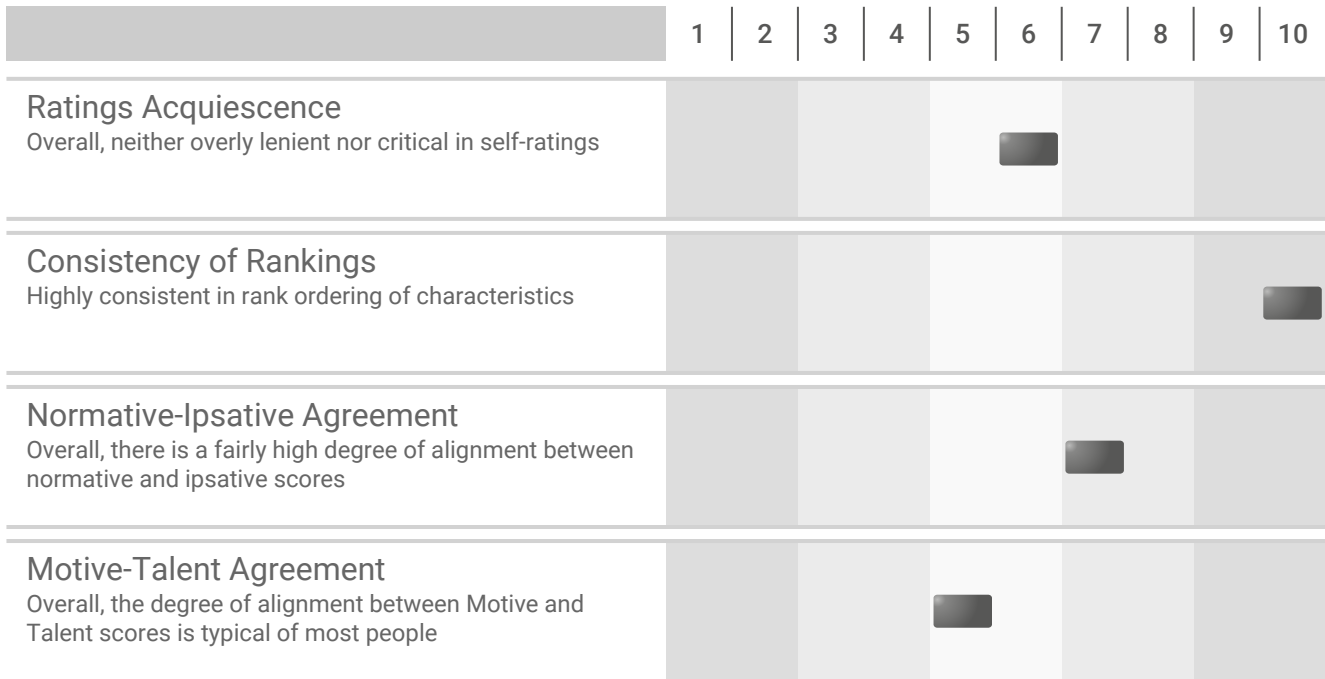 1 2 3 4 5 6 7 8 9 10
Ratings Acquiescence
Overall, neither overly lenient nor critical in self-ratings
Consistency of Rankings
Highly consistent in rank ordering of characteristics
Normative-Ipsative Agreement
Overall, there is a fairly high degree of alignment between
normative and ipsative scores
Motive-Talent Agreement
Overall, the degree of alignment between Motive and
Talent scores is typical of most people